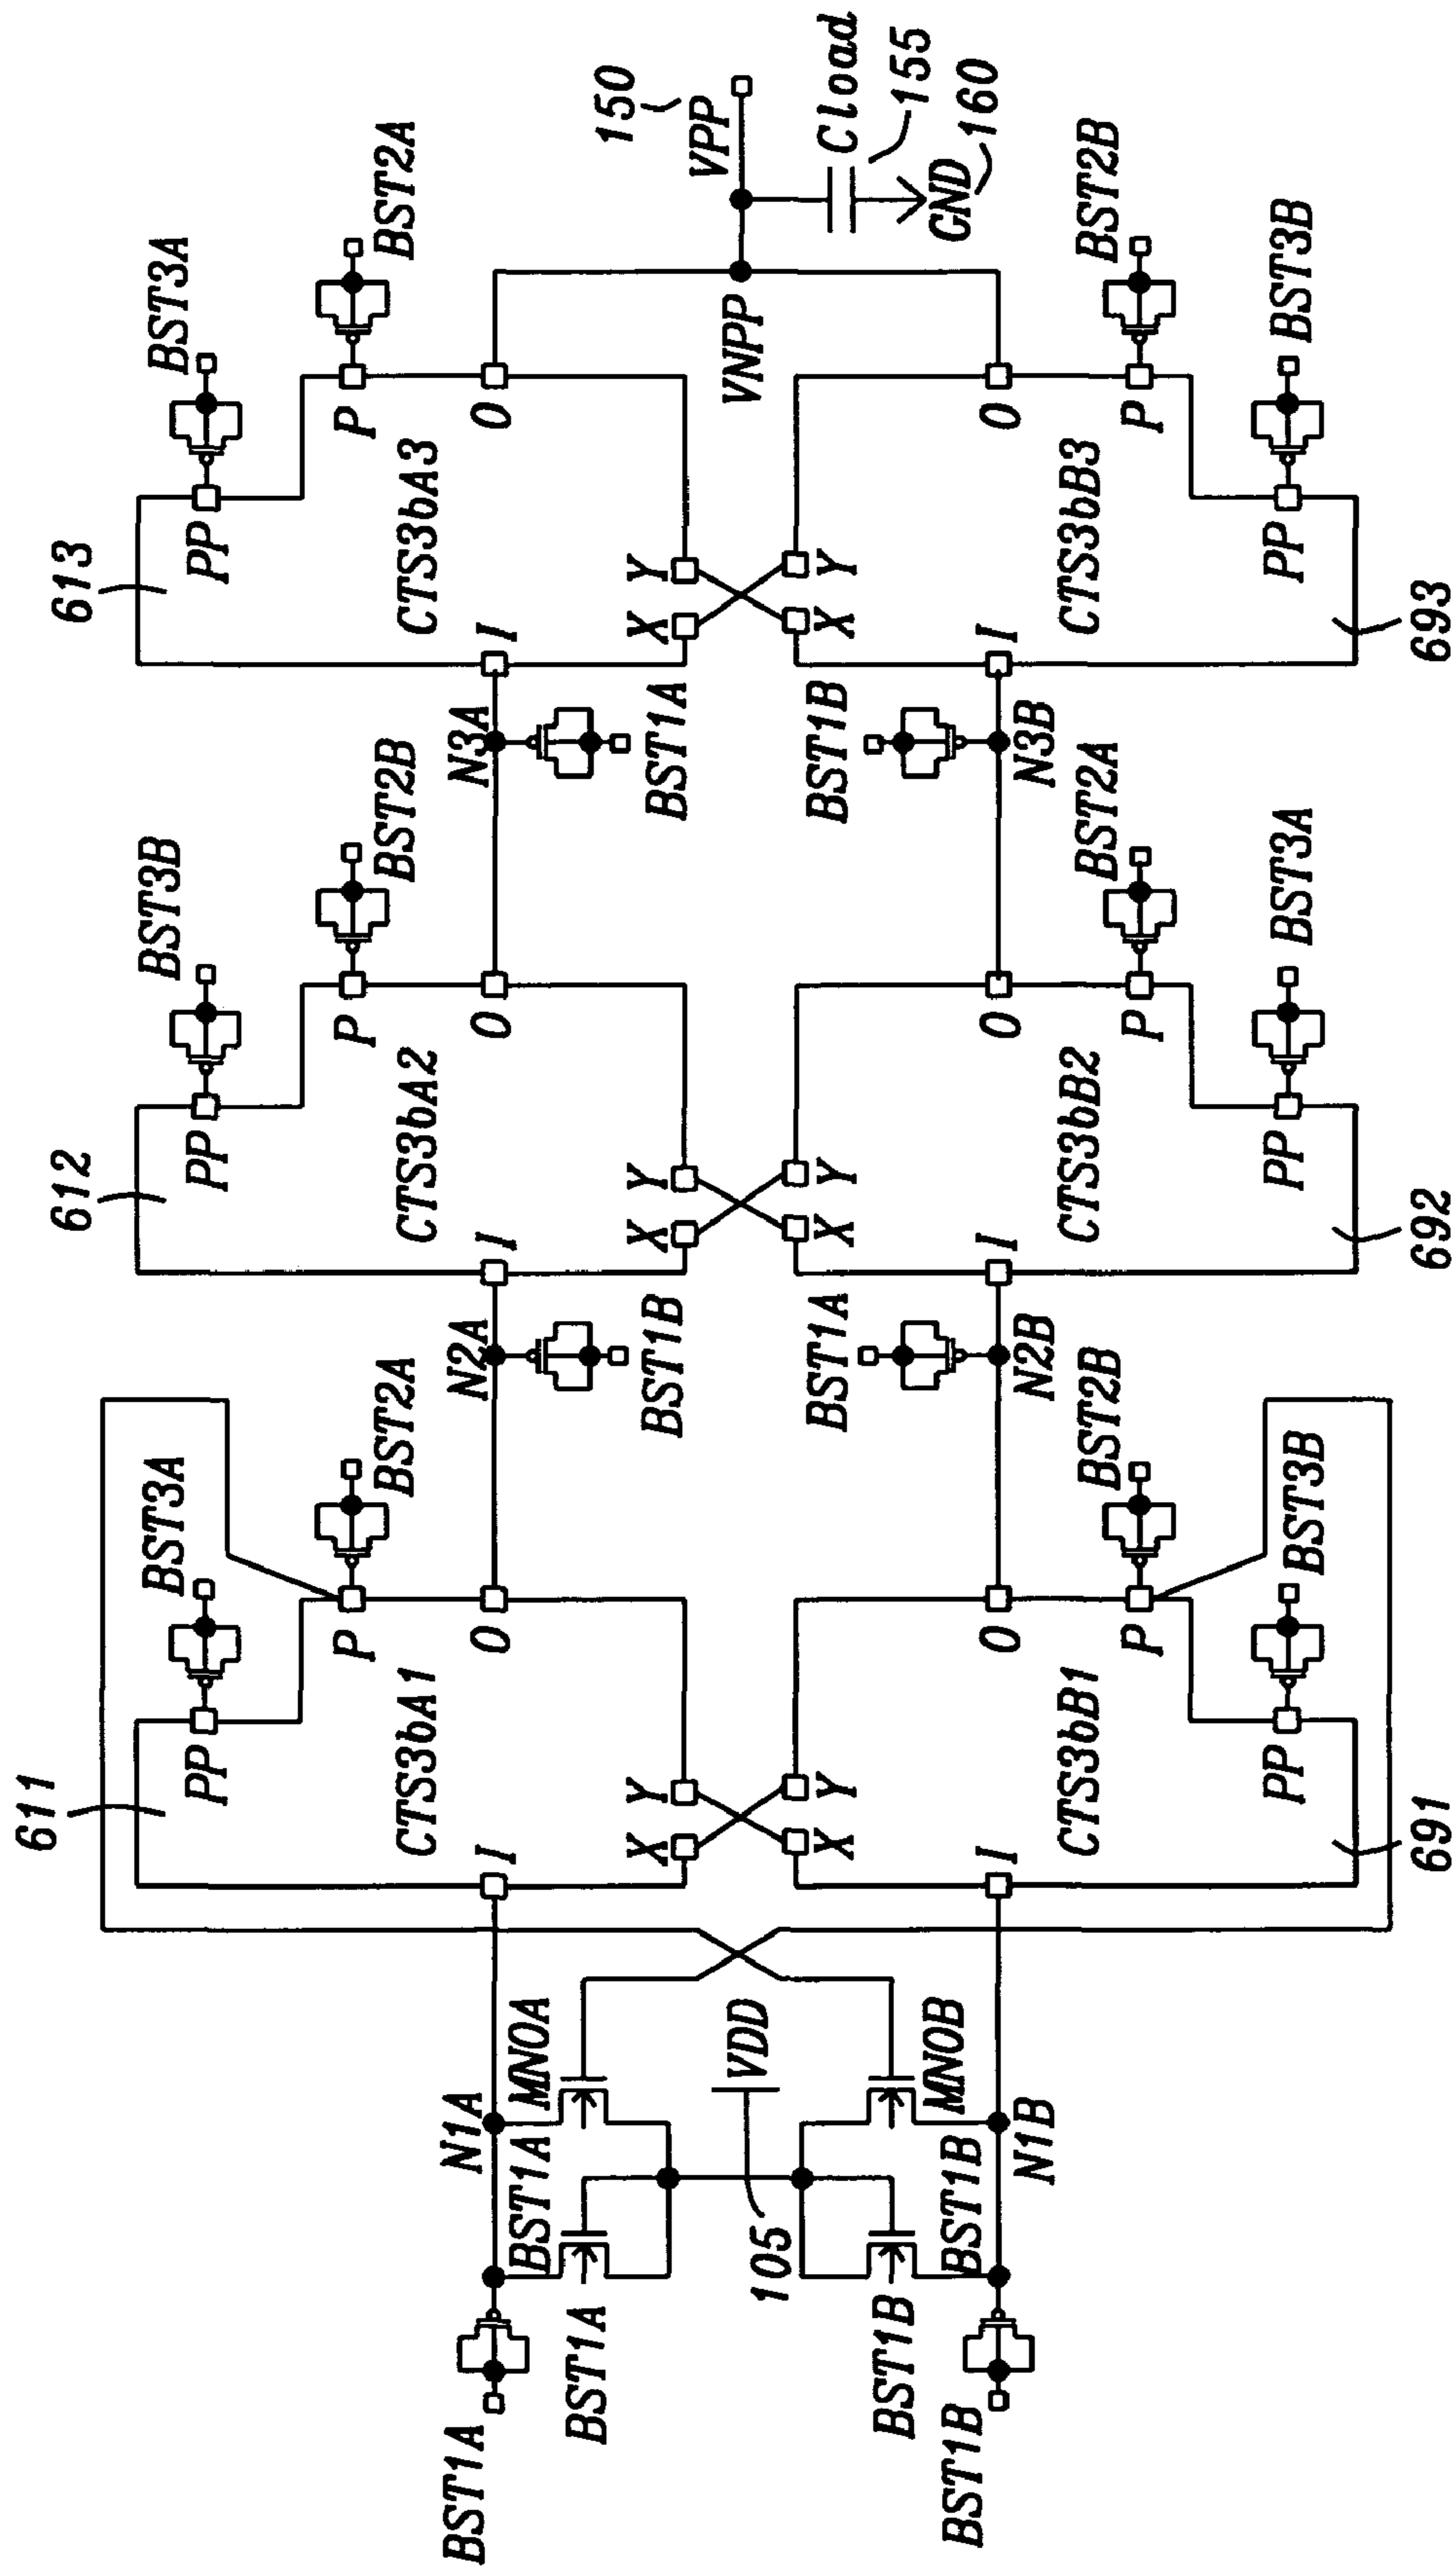 611
612
613
BST3A
BST3B
BST3A
PP
PP
PP
P
P
P
BST2A
BST2B
BST2A
CTS3bA1
CTS3bA2
CTS3bA3
N1A
N2A
N3A
BST1A
I
O
I
O
I
O
BST1A
MNOA
BST1A
150
X Y
X Y
X Y
BST1B
BST1A
VPP
105
VDD
VNPP
BST1A
BST1B
Cload
X Y
X Y
X Y
155
BST1B
MNOB
GND
160
BST1B
BST1B
I
O
I
O
I
O
N1B
N2B
N3B
CTS3bB1
CTS3bB2
CTS3bB3
BST2B
BST2A
BST2B
P
P
P
PP
PP
PP
BST3B
BST3A
BST3B
691
692
693